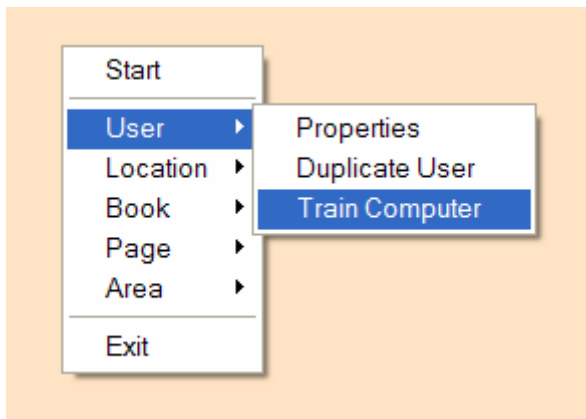 Start
User
Location
Book
Page
Area
Exit
Properties
Duplicate User
Train Computer